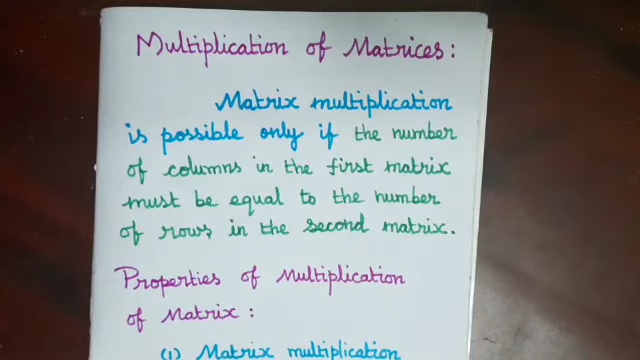 Multiplication of Matrices:
Matrix multiplication
is possible only if the number
of columns in the first matrix
must be equal to the number
of rows in the second matrix.
Properties of Multiplication
of Matrix:
(1) Matrix multiplication